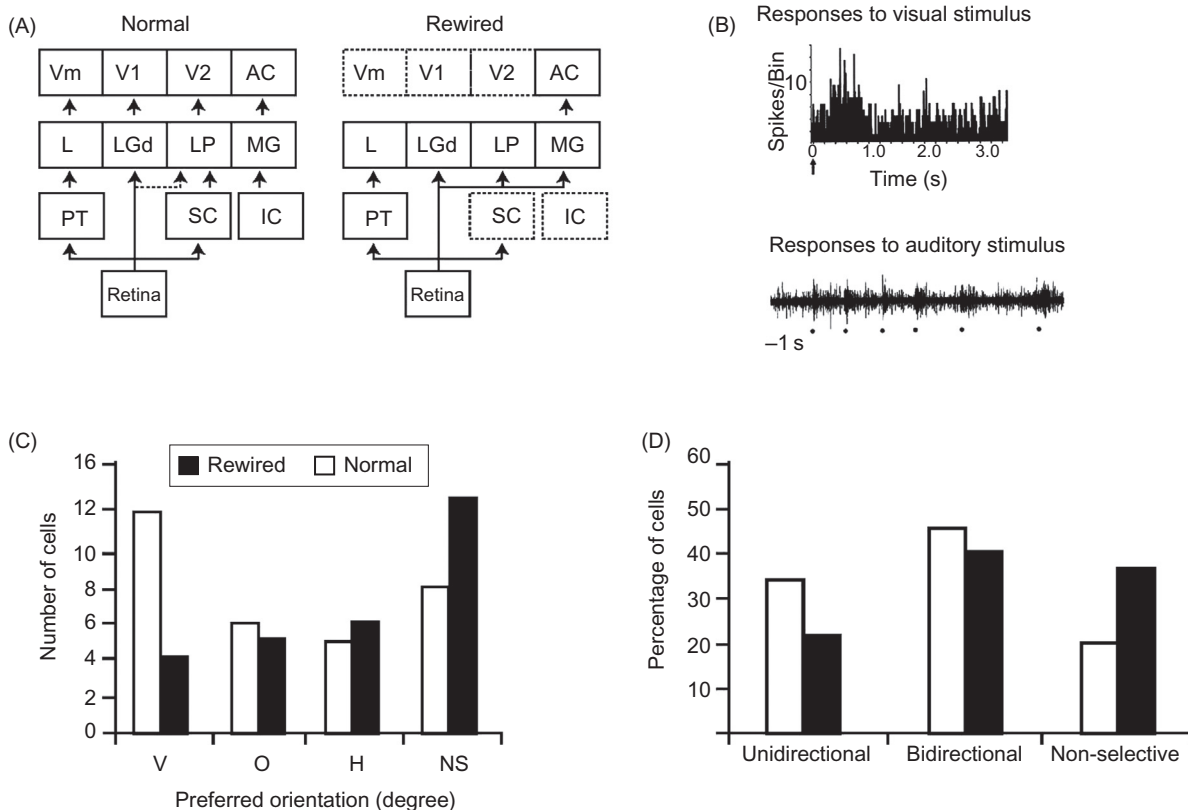 (A)
Normal
Vm V1 V2 AC
L LGd LP MG
PT SC IC
Retina
Rewired
Vm V1 V2 AC
L LGd LP MG
PT SC IC
Retina
(B)
Responses to visual stimulus
Spikes/Bin
10
0 1.0 2.0 3.0
Time (s)
Responses to auditory stimulus
–1 s
(C)
Rewired Normal
Number of cells
16
12
10
8
6
4
2
0
V O H NS
Preferred orientation (degree)
(D)
Percentage of cells
60
50
40
30
20
10
Unidirectional Bidirectional Non-selective